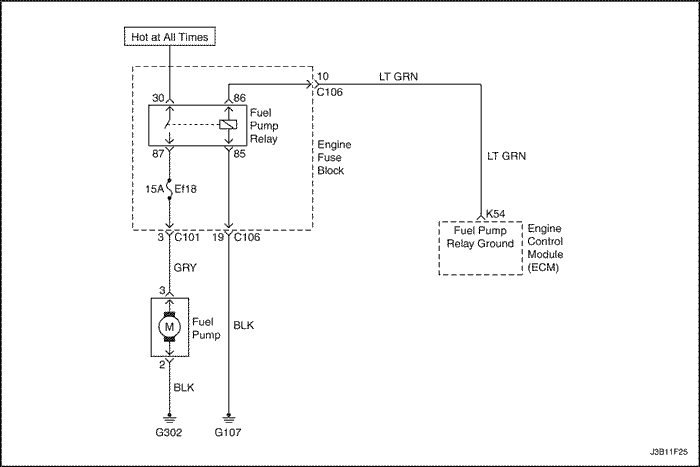 Hot at All Times
10
LT GRN
C106
30
86
Fuel
Pump
Relay
Engine
Fuse
Block
87
85
LT GRN
15A
Ef18
K54
Fuel Pump
Relay Ground
Engine
Control
Module
(ECM)
3
C101
19
C106
GRY
3
M
Fuel
Pump
BLK
2
BLK
G302
G107
J3B11F25